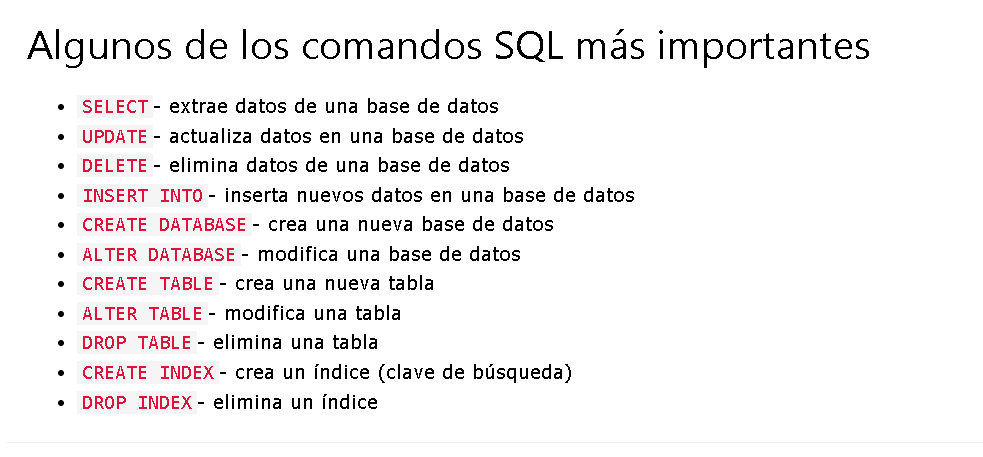 Algunos de los comandos SQL más importantes
• SELECT - extrae datos de una base de datos
• UPDATE - actualiza datos en una base de datos
• DELETE - elimina datos de una base de datos
• INSERT INTO - inserta nuevos datos en una base de datos
• CREATE DATABASE - crea una nueva base de datos
• ALTER DATABASE - modifica una base de datos
• CREATE TABLE - crea una nueva tabla
• ALTER TABLE - modifica una tabla
• DROP TABLE - elimina una tabla
• CREATE INDEX - crea un índice (clave de búsqueda)
• DROP INDEX - elimina un índice